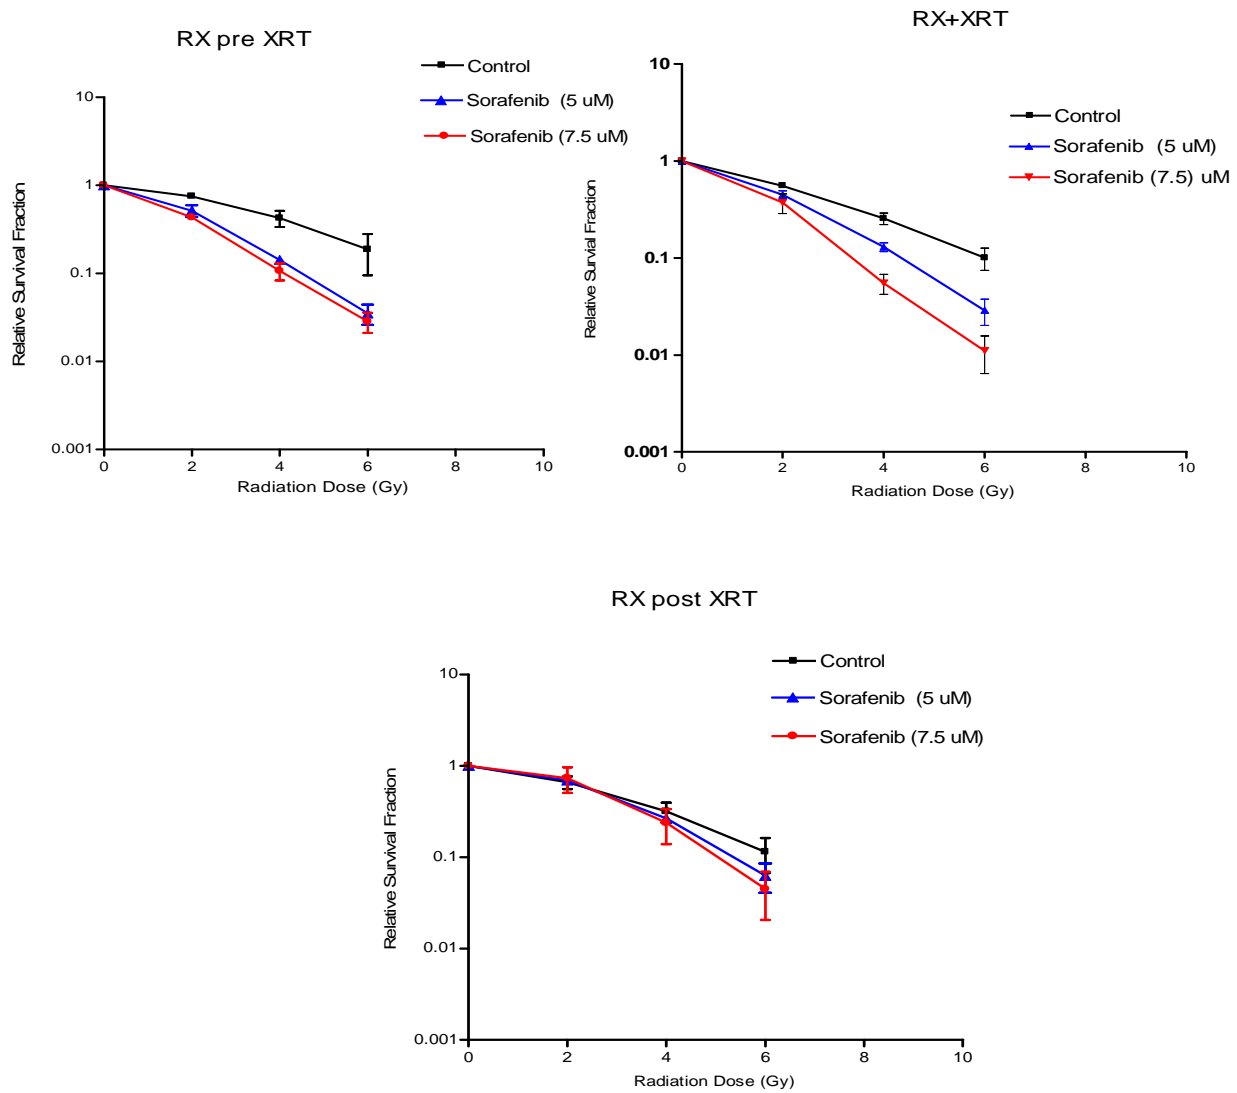 RX pre XRT
Control
Sorafenib (5 uM)
Sorafenib (7.5 uM)
10
1
0.1
0.01
0.001
Relative Survival Fraction
0 2 4 6 8 10
Radiation Dose (Gy)
RX+XRT
Control
Sorafenib (5 uM)
Sorafenib (7.5) uM
10
1
0.1
0.01
0.001
Relative Survial Fraction
0 2 4 6 8 10
Radiation Dose (Gy)
RX post XRT
Control
Sorafenib (5 uM)
Sorafenib (7.5 uM)
10
1
0.1
0.01
0.001
Relative Survival Fraction
0 2 4 6 8 10
Radiation Dose (Gy)